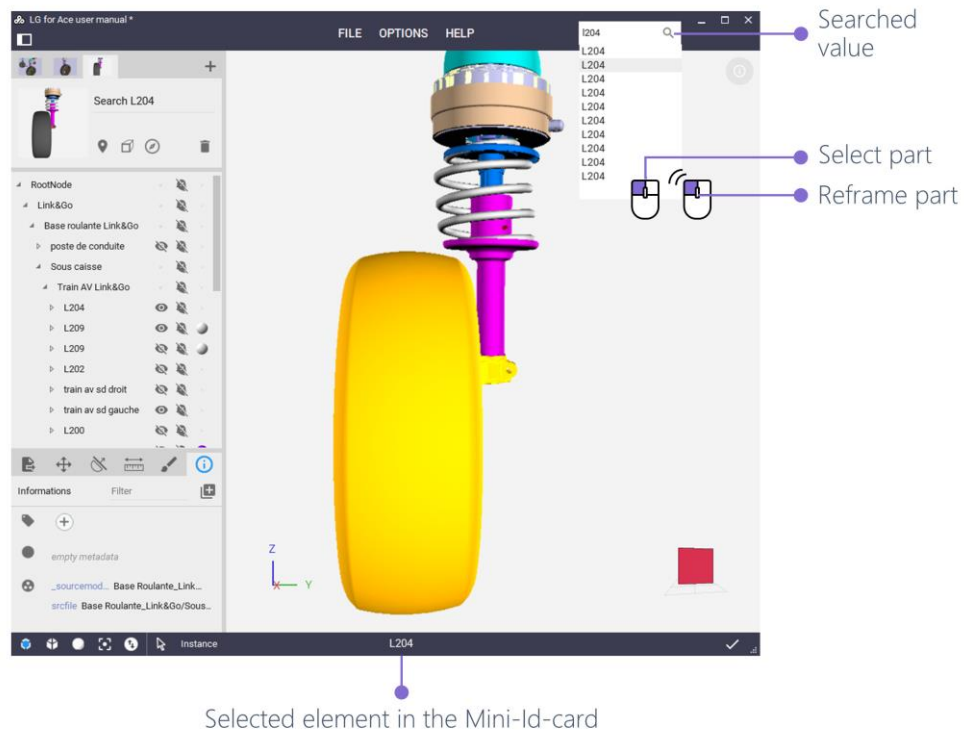 LG for Ace user manual *
FILE OPTIONS HELP
l204
Searched
value
L204
L204
L204
L204
L204
L204
L204
L204
L204
L204
Select part
Reframe part
Search L204
RootNode
Link&Go
Base roulante Link&Go
poste de conduite
Sous caisse
Train AV Link&Go
L204
L209
L209
L202
train av sd droit
train av sd gauche
L200
Informations Filter
empty metadata
_sourcemod... Base Roulante_Link...
srcfile Base Roulante_Link&Go/Sous...
Z
X Y
Instance L204
Selected element in the Mini-Id-card